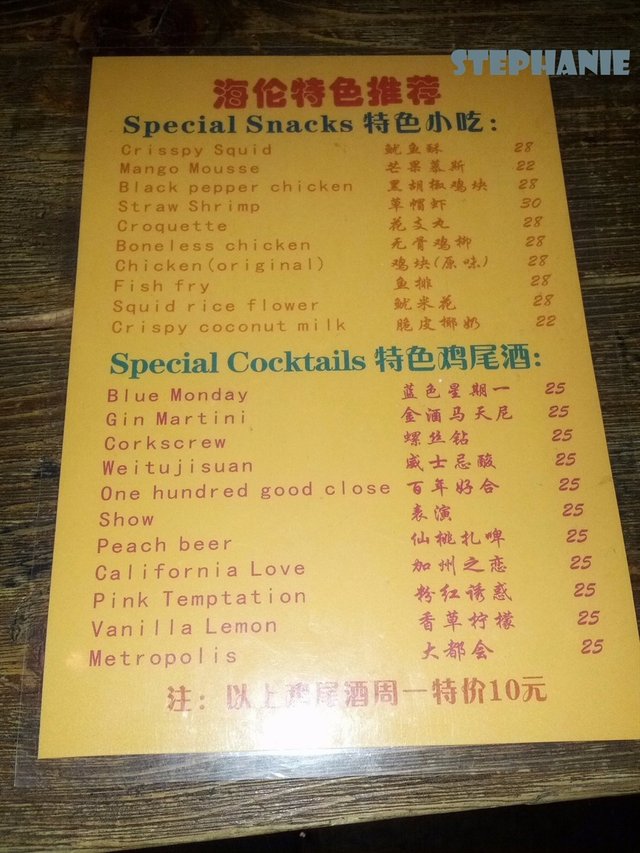 STEPHANIE
海伦特色推荐
Special Snacks 特色小吃：
Crisspy Squid 鱿鱼酥 28
Mango Mousse 芒果慕斯 22
Black pepper chicken 黑胡椒鸡块 28
Straw Shrimp 草帽虾 30
Croquette 花支丸 28
Boneless chicken 无骨鸡柳 28
Chicken(original) 鸡块(原味) 28
Fish fry 鱼排 28
Squid rice flower 鱿米花 28
Crispy coconut milk 脆皮椰奶 22
Special Cocktails 特色鸡尾酒：
Blue Monday 蓝色星期一 25
Gin Martini 金酒马天尼 25
Corkscrew 螺丝钻 25
Weitujisuan 威士忌酸 25
One hundred good close 百年好合 25
Show 表演 25
Peach beer 仙桃扎啤 25
California Love 加州之恋 25
Pink Temptation 粉红诱惑 25
Vanilla Lemon 香草柠檬 25
Metropolis 大都会 25
注：以上鸡尾酒周一特价10元